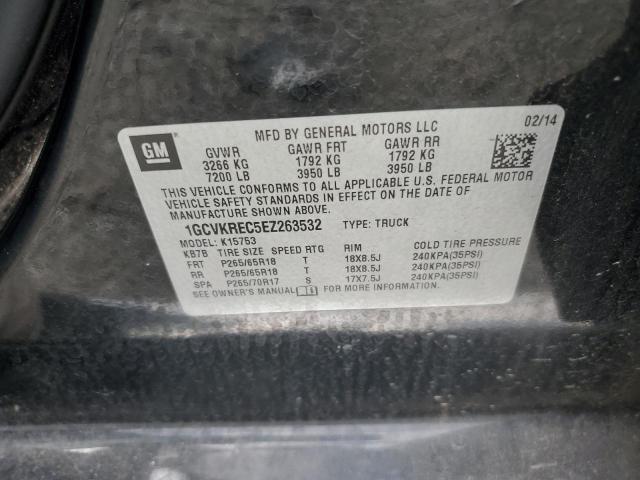 GM
MFD BY GENERAL MOTORS LLC
02/14
GVWR GAWR FRT GAWR RR
3266 KG 1792 KG 1792 KG
7200 LB 3950 LB 3950 LB
THIS VEHICLE CONFORMS TO ALL APPLICABLE U.S. FEDERAL MOTOR
VEHICLE SAFETY STANDARDS IN EFFECT ON THE DATE OF
MANUFACTURE SHOWN ABOVE.
1GCVKREC5EZ263532 TYPE: TRUCK
MODEL: K15753
KB7B TIRE SIZE SPEED RTG RIM COLD TIRE PRESSURE
FRT P265/65R18 T 18X8.5J 240KPA(35PSI)
RR P265/65R18 T 18X8.5J 240KPA(35PSI)
SPA P265/70R17 S 17X7.5J 240KPA(35PSI)
SEE OWNER'S MANUAL FOR MORE INFORMATION.